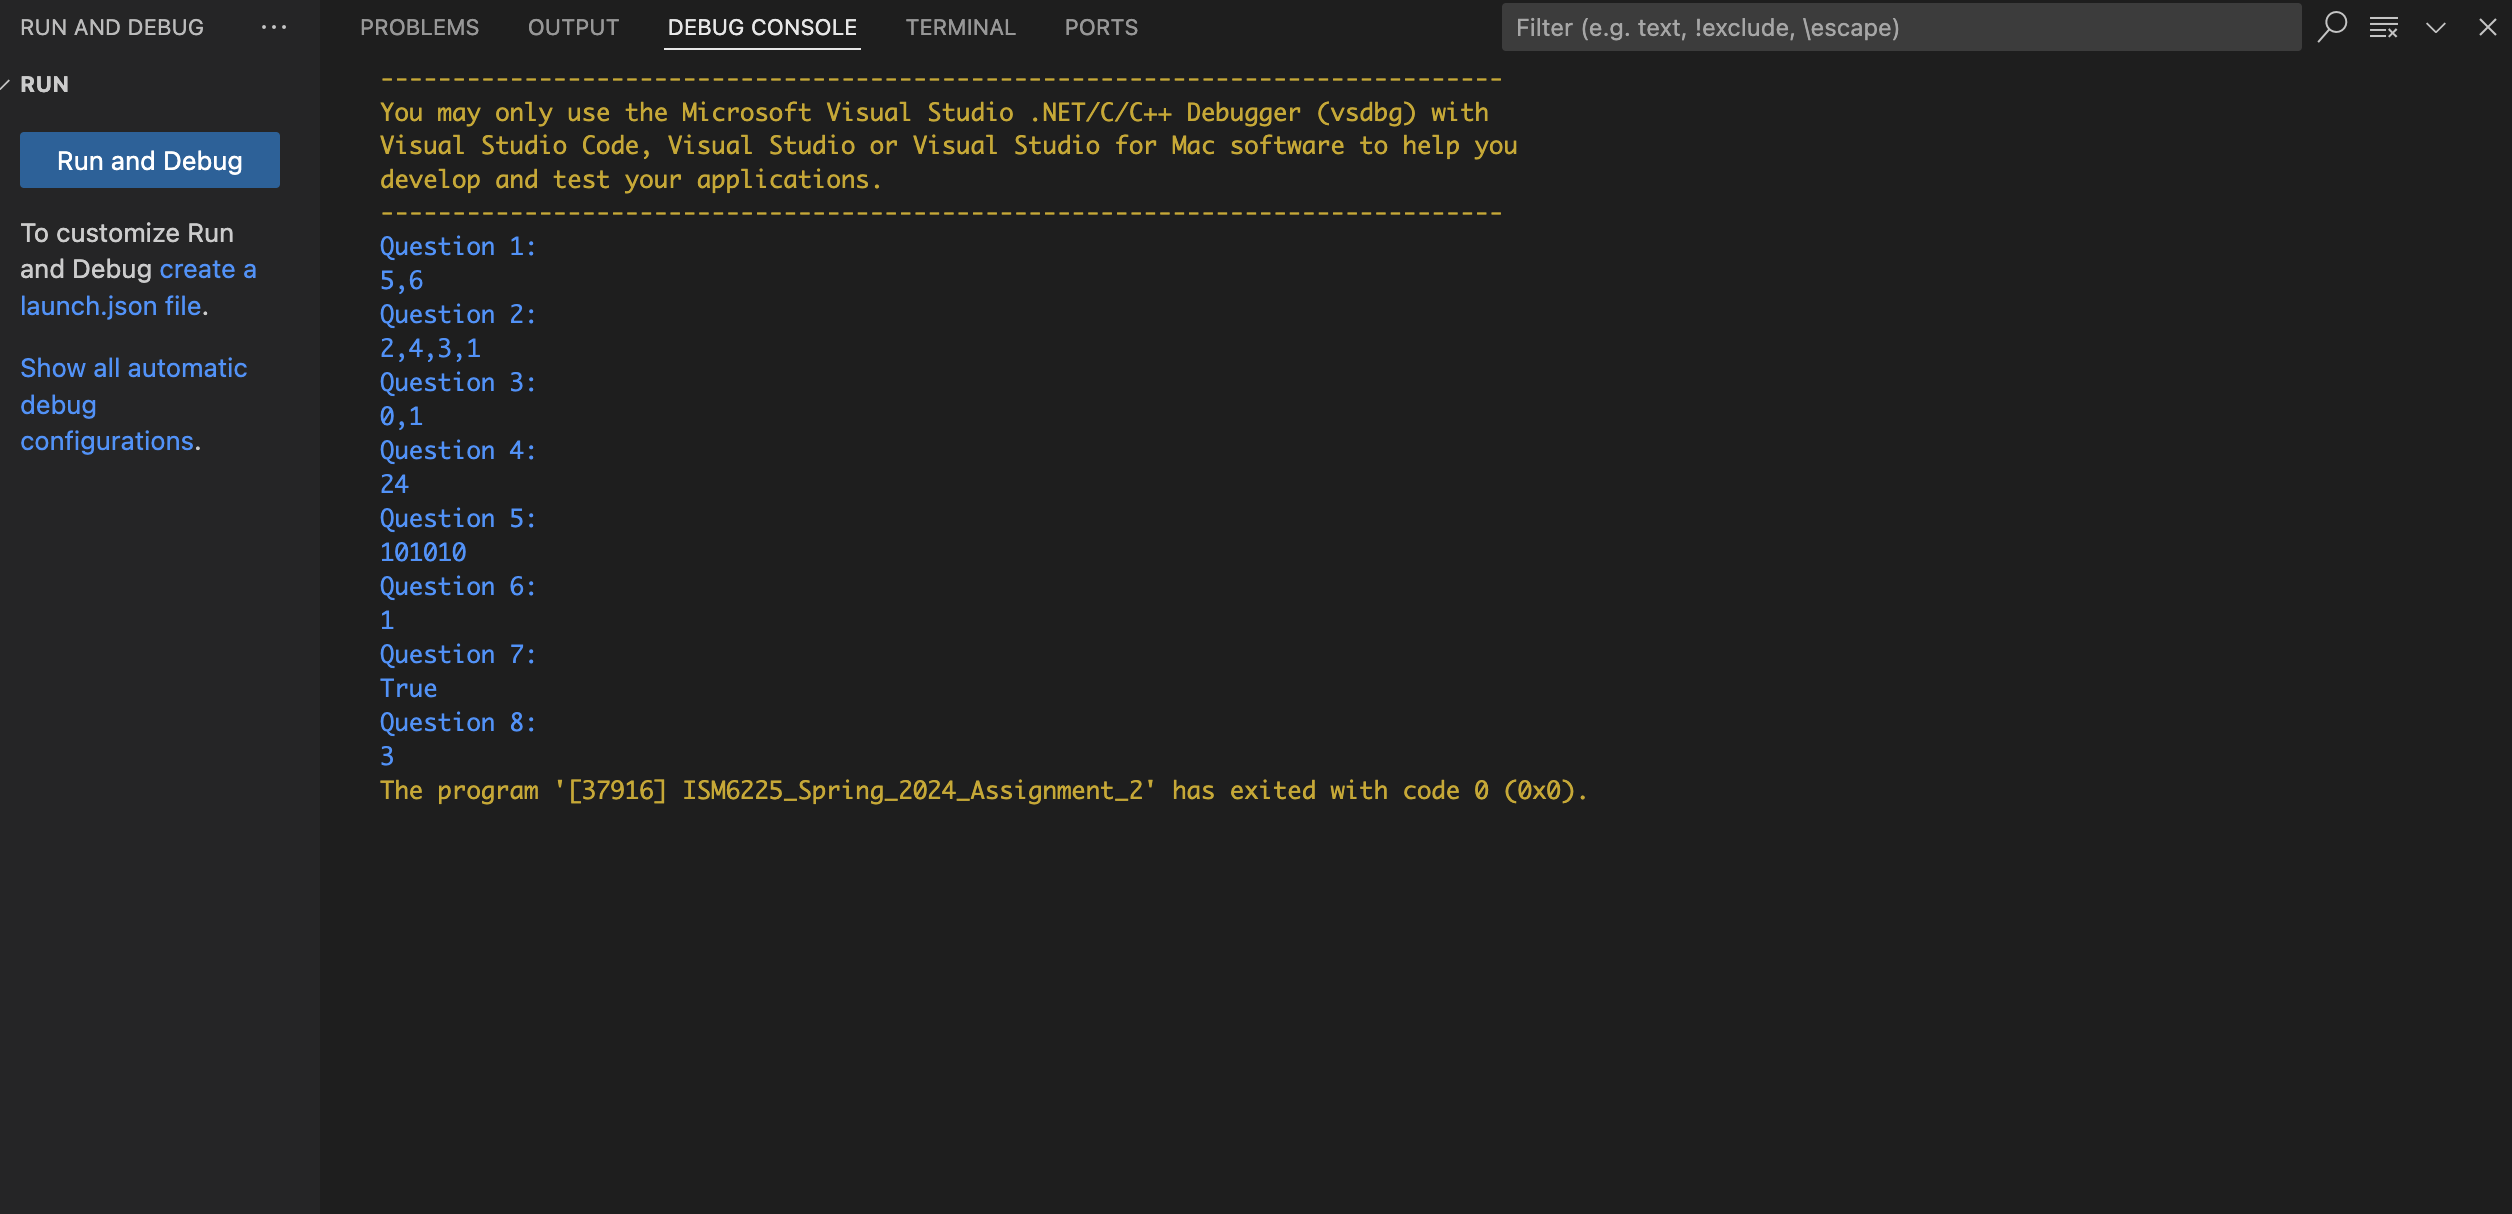 RUN AND DEBUG
RUN
Run and Debug
To customize Run
and Debug create a
launch.json file.
Show all automatic
debug
configurations.
PROBLEMS OUTPUT DEBUG CONSOLE TERMINAL PORTS
Filter (e.g. text, !exclude, \escape)
------------------------------------------------------------------------------
You may only use the Microsoft Visual Studio .NET/C/C++ Debugger (vsdbg) with
Visual Studio Code, Visual Studio or Visual Studio for Mac software to help you
develop and test your applications.
------------------------------------------------------------------------------
Question 1:
5,6
Question 2:
2,4,3,1
Question 3:
0,1
Question 4:
24
Question 5:
101010
Question 6:
1
Question 7:
True
Question 8:
3
The program '[37916] ISM6225_Spring_2024_Assignment_2' has exited with code 0 (0x0).